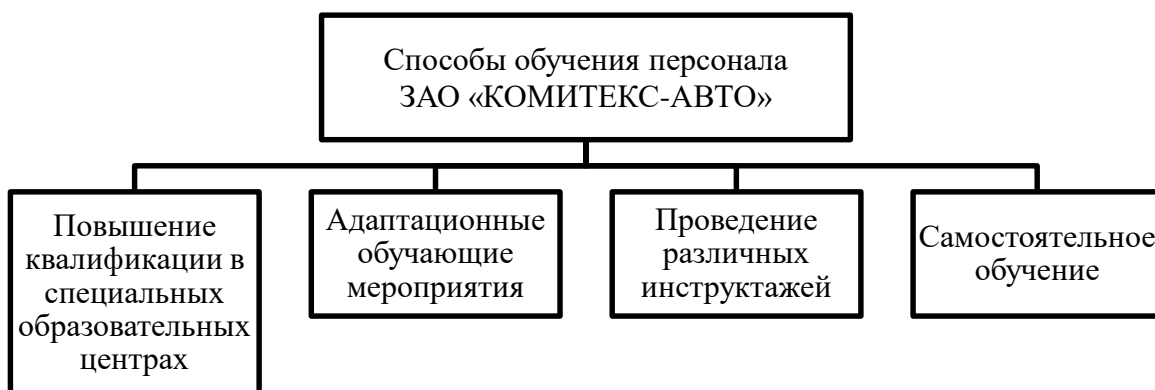 Способы обучения персонала
ЗАО «КОМИТЕКС-АВТО»
Повышение
квалификации в
специальных
образовательных
центрах
Адаптационные
обучающие
мероприятия
Проведение
различных
инструктажей
Самостоятельное
обучение